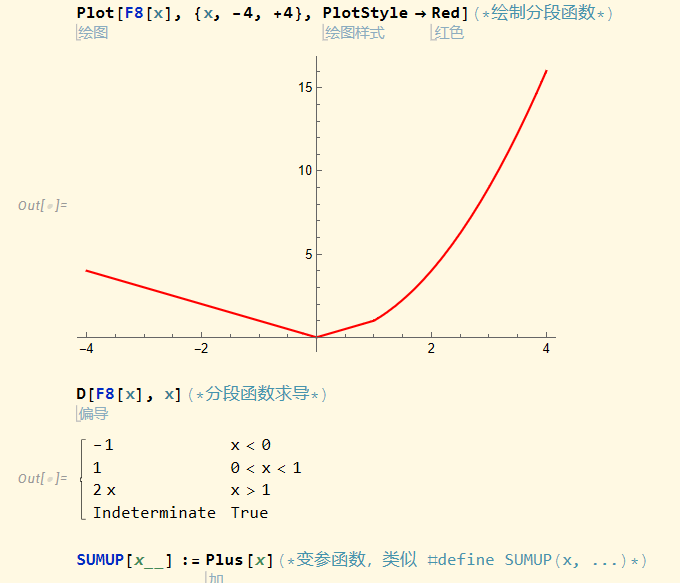 Plot[F8[x], {x, -4, +4}, PlotStyle → Red](*绘制分段函数*)
绘图 绘图样式 红色
15
10
Out[∘]=
5
-4 -2 2 4
D[F8[x], x](*分段函数求导*)
偏导
-1 x < 0
1 0 < x < 1
Out[∘]=
2 x x > 1
Indeterminate True
SUMUP[x__] := Plus[x](*变参函数，类似 #define SUMUP(x, ...)*)
加